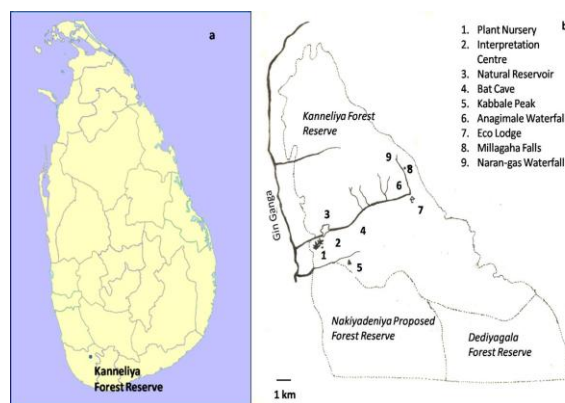 a
Kanneliya
Forest Reserve
b
1. Plant Nursery
2. Interpretation
Centre
3. Natural Reservoir
4. Bat Cave
5. Kabbale Peak
6. Anagimale Waterfall
7. Eco Lodge
8. Millagaha Falls
9. Naran-gas Waterfall
Kanneliya Forest
Reserve
9
8
6
7
Gin Ganga
3
4
2
1
5
Nakiyadeniya Proposed
Forest Reserve
Dediyagala
Forest Reserve
1 km